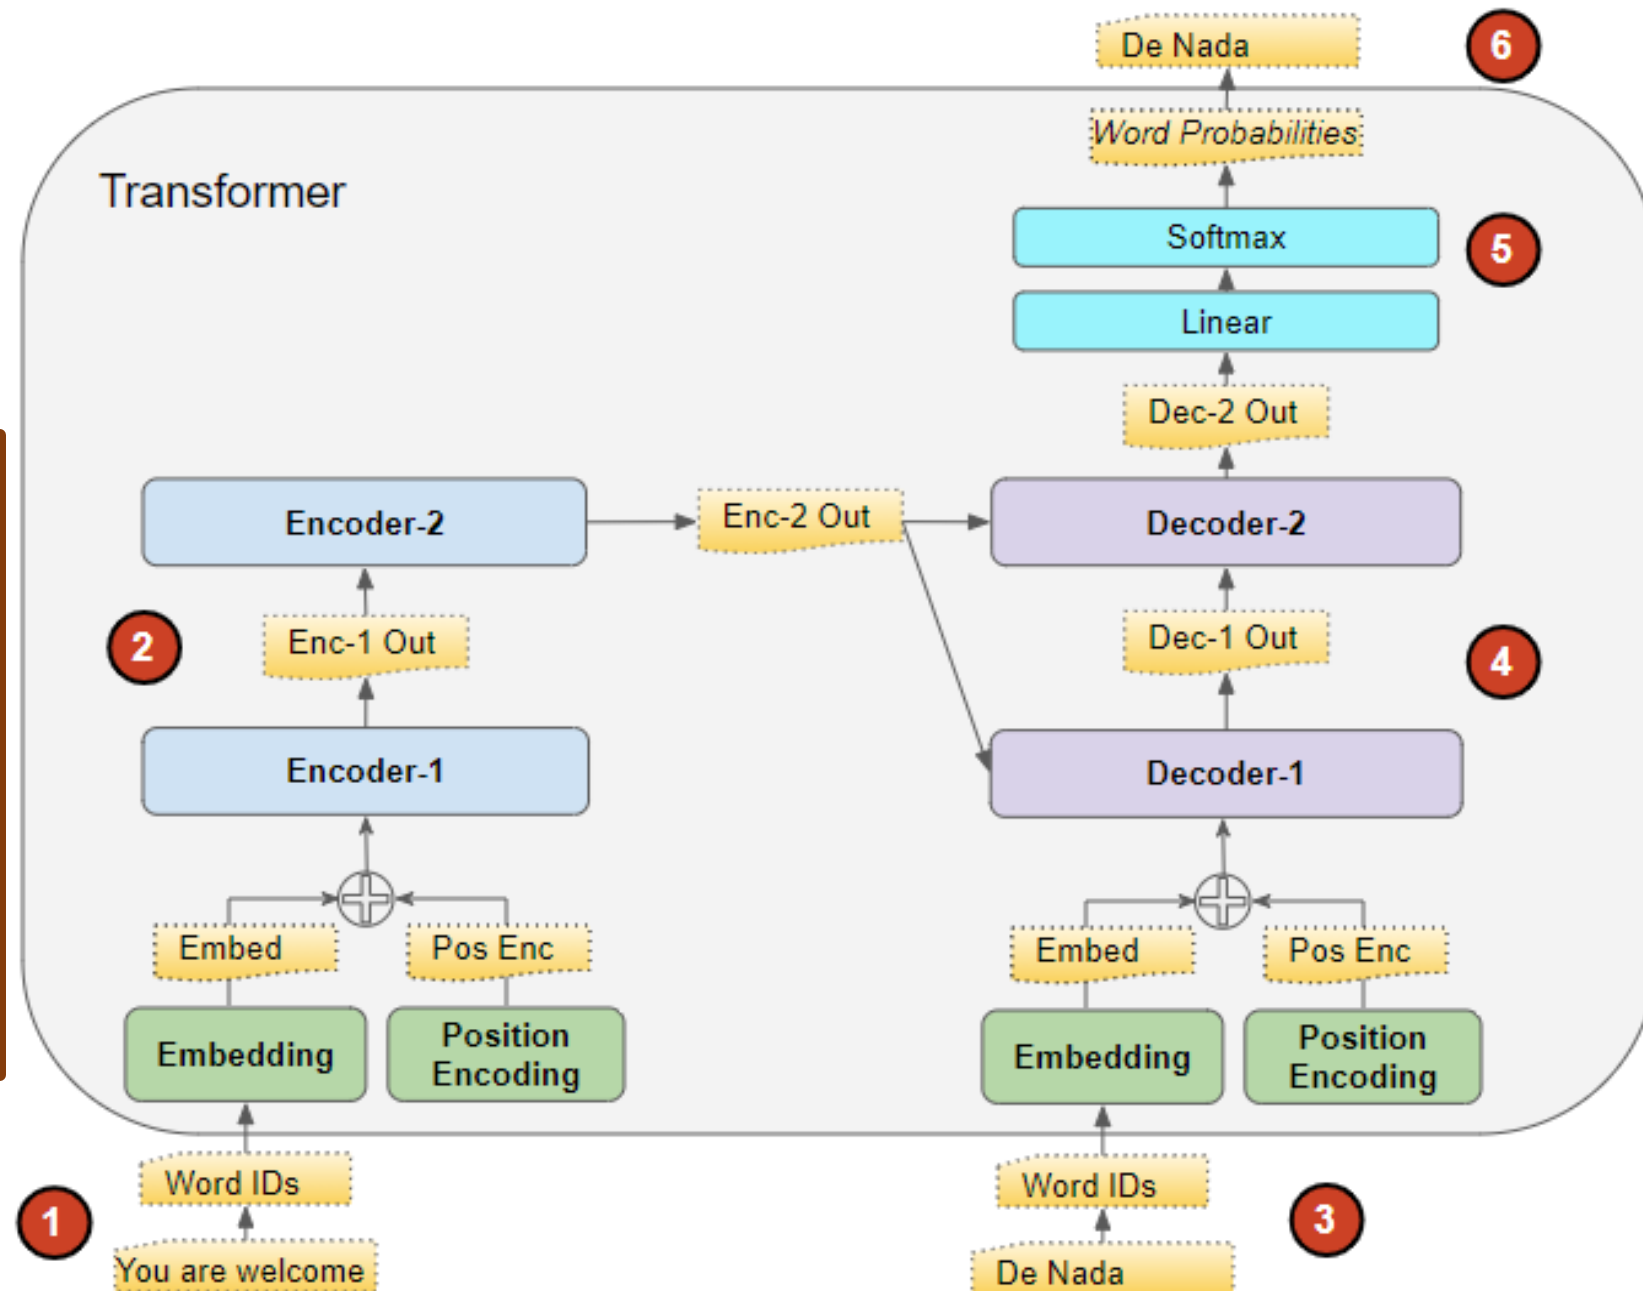 De Nada
6
Word Probabilities
Transformer
Softmax
5
Linear
Dec-2 Out
Encoder-2
Enc-2 Out
Decoder-2
2
Enc-1 Out
Dec-1 Out
4
Encoder-1
Decoder-1
Embed
Pos Enc
Embed
Pos Enc
Embedding
Position
Encoding
Embedding
Position
Encoding
Word IDs
Word IDs
1
3
You are welcome
De Nada